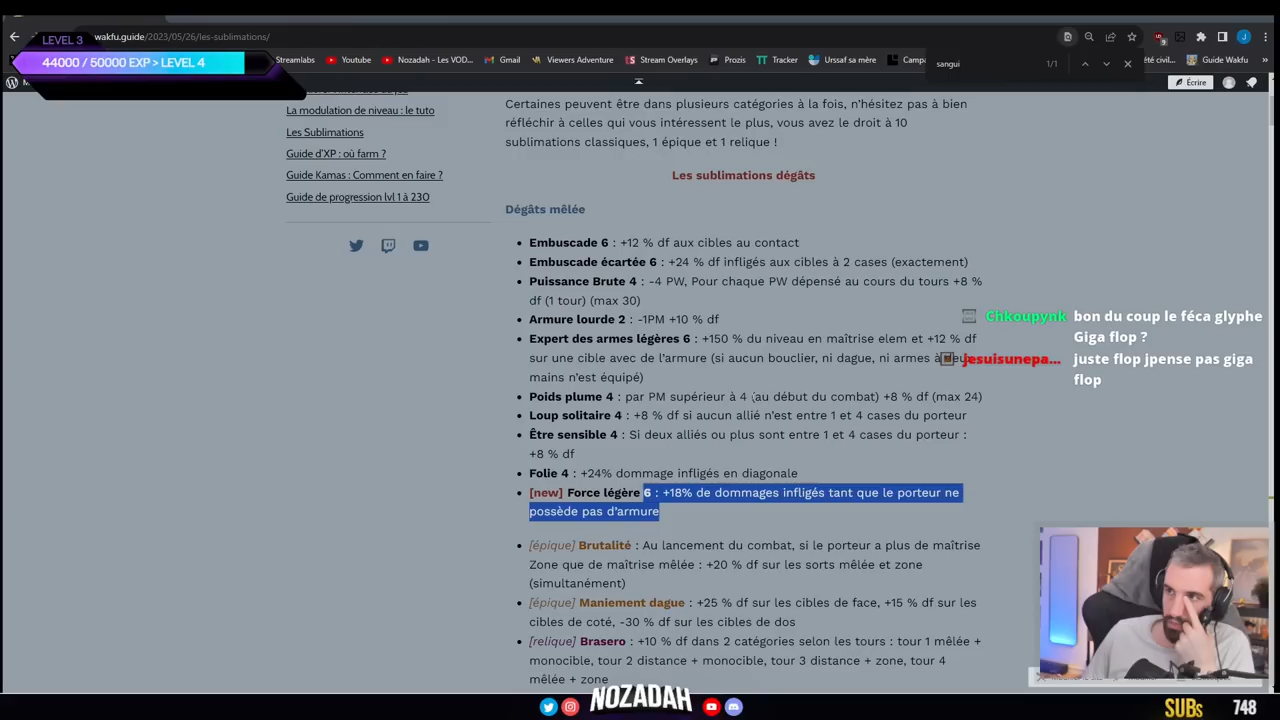 LEVEL 3
44000 / 50000 EXP > LEVEL 4
wakfu.guide/2023/05/26/les-sublimations/
Streamlabs
Youtube
Nozadah - Les VOD...
Gmail
Viewers Adventure
Stream Overlays
Prozis
Tracker
Urssaf sa mère
Guide Wakfu
sangui
1/1
Écrire
La modulation de niveau : le tuto
Les Sublimations
Guide d'XP : où farm ?
Guide Kamas : Comment en faire ?
Guide de progression lvl 1 à 230
Certaines peuvent être dans plusieurs catégories à la fois, n'hésitez pas à bien
réfléchir à celles qui vous intéressent le plus, vous avez le droit à 10
sublimations classiques, 1 épique et 1 relique !
Les sublimations dégâts
Dégâts mêlée
Embuscade 6 : +12 % df aux cibles au contact
Embuscade écartée 6 : +24 % df infligés aux cibles à 2 cases (exactement)
Puissance Brute 4 : -4 PW, Pour chaque PW dépensé au cours du tours +8 %
df (1 tour) (max 30)
Armure lourde 2 : -1PM +10 % df
Expert des armes légères 6 : +150 % du niveau en maîtrise elem et +12 % df
sur une cible avec de l'armure (si aucun bouclier, ni dague, ni armes à
mains n'est équipé)
Poids plume 4 : par PM supérieur à 4 (au début du combat) +8 % df (max 24)
Loup solitaire 4 : +8 % df si aucun allié n'est entre 1 et 4 cases du porteur
Être sensible 4 : Si deux alliés ou plus sont entre 1 et 4 cases du porteur :
+8 % df
Folie 4 : +24% dommage infligés en diagonale
[new] Force légère 6 : +18% de dommages infligés tant que le porteur ne
possède pas d'armure
[épique] Brutalité : Au lancement du combat, si le porteur a plus de maîtrise
Zone que de maîtrise mêlée : +20 % df sur les sorts mêlée et zone
(simultanément)
[épique] Maniement dague : +25 % df sur les cibles de face, +15 % df sur les
cibles de coté, -30 % df sur les cibles de dos
[relique] Brasero : +10 % df dans 2 catégories selon les tours : tour 1 mêlée +
monocible, tour 2 distance + monocible, tour 3 distance + zone, tour 4
mêlée + zone
Chkoupynk bon du coup le féca glyphe
Giga flop ?
jesuisunepa... juste flop jpense pas giga
flop
NOZADAH
SUBs 748